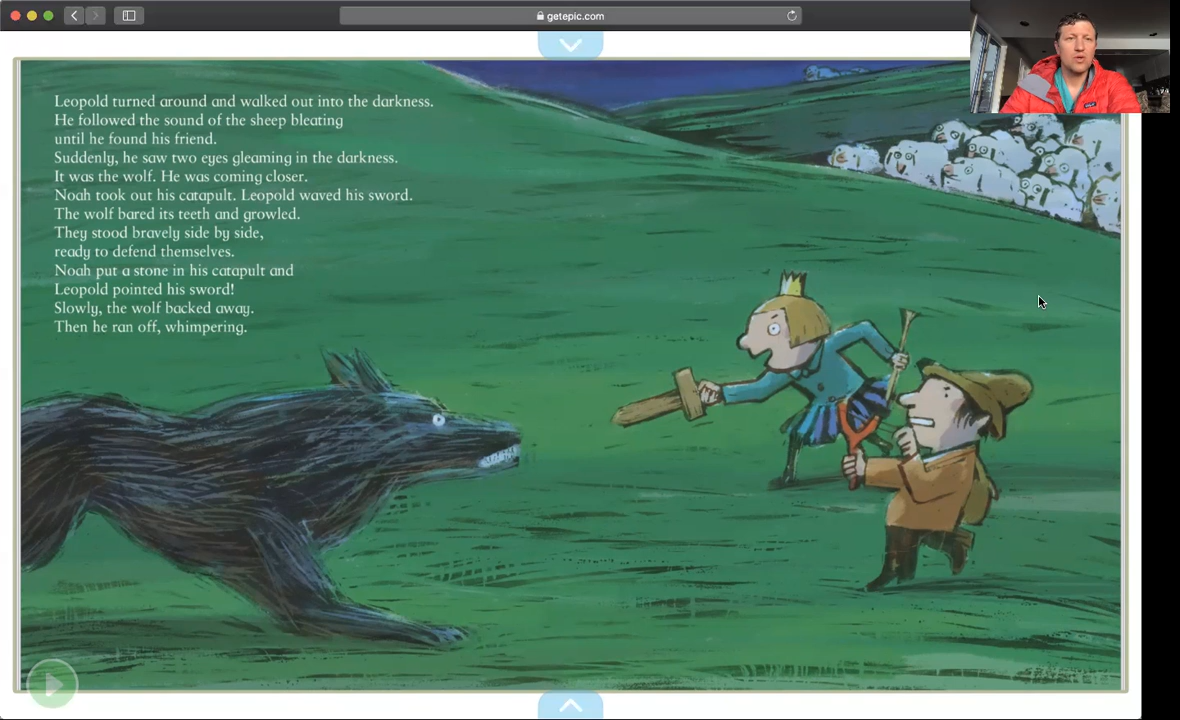 getepic.com
Leopold turned around and walked out into the darkness.
He followed the sound of the sheep bleating
until he found his friend.
Suddenly, he saw two eyes gleaming in the darkness.
It was the wolf. He was coming closer.
Noah took out his catapult. Leopold waved his sword.
The wolf bared its teeth and growled.
They stood bravely side by side,
ready to defend themselves.
Noah put a stone in his catapult and
Leopold pointed his sword!
Slowly, the wolf backed away.
Then he ran off, whimpering.